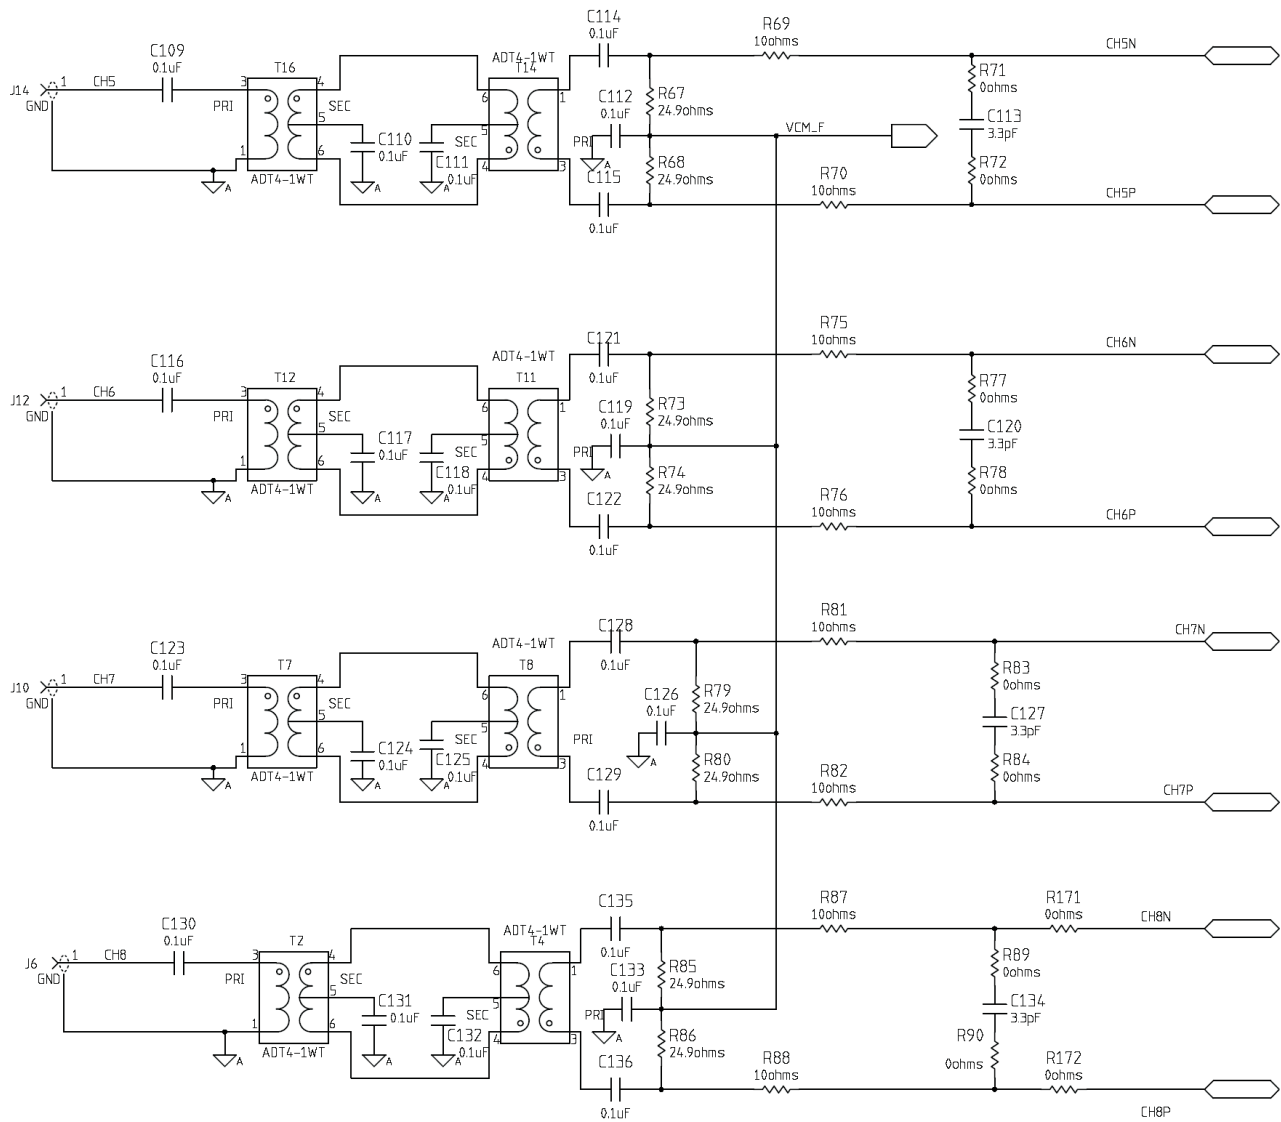 C114
0.1uF
R69
10ohms
CH5N
C109
0.1uF
T16
ADT4-1WT
T14
J14
1
CH5
GND
3
PRI
4
SEC
5
6
1
ADT4-1WT
A
C110
0.1uF
A
C111
0.1uF
A
6
5
SEC
4
1
PRI
3
C112
0.1uF
A
R67
24.9ohms
R68
24.9ohms
VCM_F
R71
0ohms
C113
3.3pF
R72
0ohms
C115
0.1uF
R70
10ohms
CH5P
R75
10ohms
CH6N
C121
0.1uF
C116
0.1uF
T12
ADT4-1WT
T11
J12
1
CH6
GND
3
PRI
4
SEC
5
6
1
ADT4-1WT
A
C117
0.1uF
A
C118
0.1uF
A
6
5
SEC
4
1
PRI
3
C119
0.1uF
A
R73
24.9ohms
R74
24.9ohms
R77
0ohms
C120
3.3pF
R78
0ohms
C122
0.1uF
R76
10ohms
CH6P
R81
10ohms
CH7N
C128
0.1uF
C123
0.1uF
T7
ADT4-1WT
T8
J10
1
CH7
GND
3
PRI
4
SEC
5
6
1
ADT4-1WT
A
C124
0.1uF
A
C125
0.1uF
A
6
5
SEC
4
1
PRI
3
C126
0.1uF
A
R79
24.9ohms
R80
24.9ohms
R83
0ohms
C127
3.3pF
R84
0ohms
C129
0.1uF
R82
10ohms
CH7P
C135
0.1uF
R87
10ohms
R171
0ohms
CH8N
C130
0.1uF
T2
ADT4-1WT
T4
J6
1
CH8
GND
3
PRI
4
SEC
5
6
1
ADT4-1WT
A
C131
0.1uF
A
C132
0.1uF
A
6
5
SEC
4
1
PRI
3
C133
0.1uF
A
R85
24.9ohms
R86
24.9ohms
R89
0ohms
C134
3.3pF
R90
0ohms
C136
0.1uF
R88
10ohms
R172
0ohms
CH8P